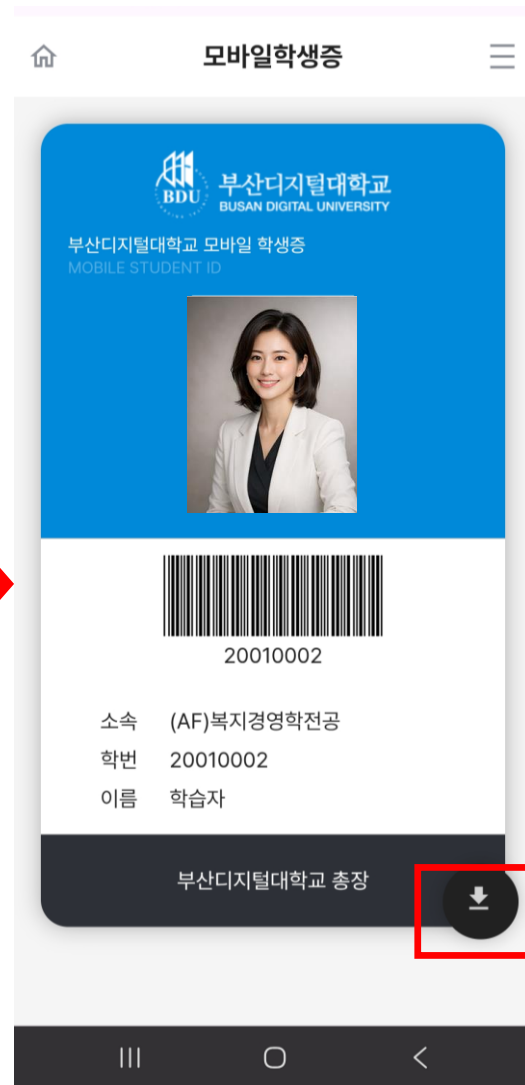 모바일학생증
BDU
부산디지털대학교
BUSAN DIGITAL UNIVERSITY
부산디지털대학교 모바일 학생증
MOBILE STUDENT ID
20010002
소속 (AF)복지경영학전공
학번 20010002
이름 학습자
부산디지털대학교 총장